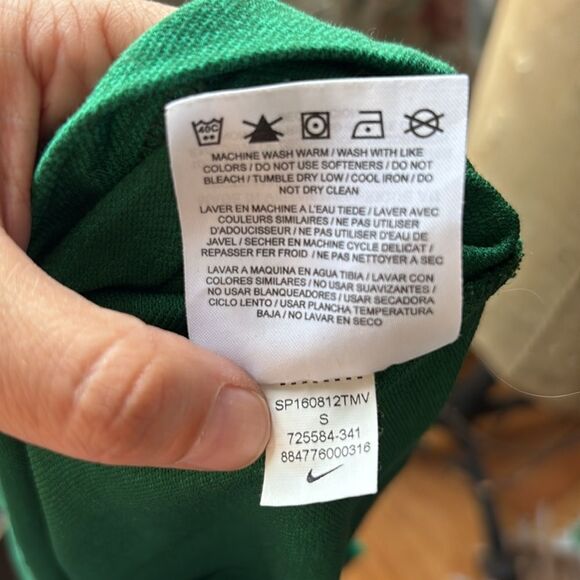 40C
MACHINE WASH WARM / WASH WITH LIKE
COLORS / DO NOT USE SOFTENERS / DO NOT
BLEACH / TUMBLE DRY LOW / COOL IRON / DO
NOT DRY CLEAN
LAVER EN MACHINE A L'EAU TIEDE / LAVER AVEC
COULEURS SIMILAIRES / NE PAS UTILISER
D'ADOUCISSEUR / NE PAS UTILISER D'EAU DE
JAVEL / SECHER EN MACHINE CYCLE DELICAT /
REPASSER FER FROID / NE PAS NETTOYER A SEC
LAVAR A MAQUINA EN AGUA TIBIA / LAVAR CON
COLORES SIMILARES / NO USAR SUAVIZANTES /
NO USAR BLANQUEADORES / USAR SECADORA
CICLO LENTO / USAR PLANCHA TEMPERATURA
BAJA / NO LAVAR EN SECO
SP160812TMV
S
725584-341
884776000316